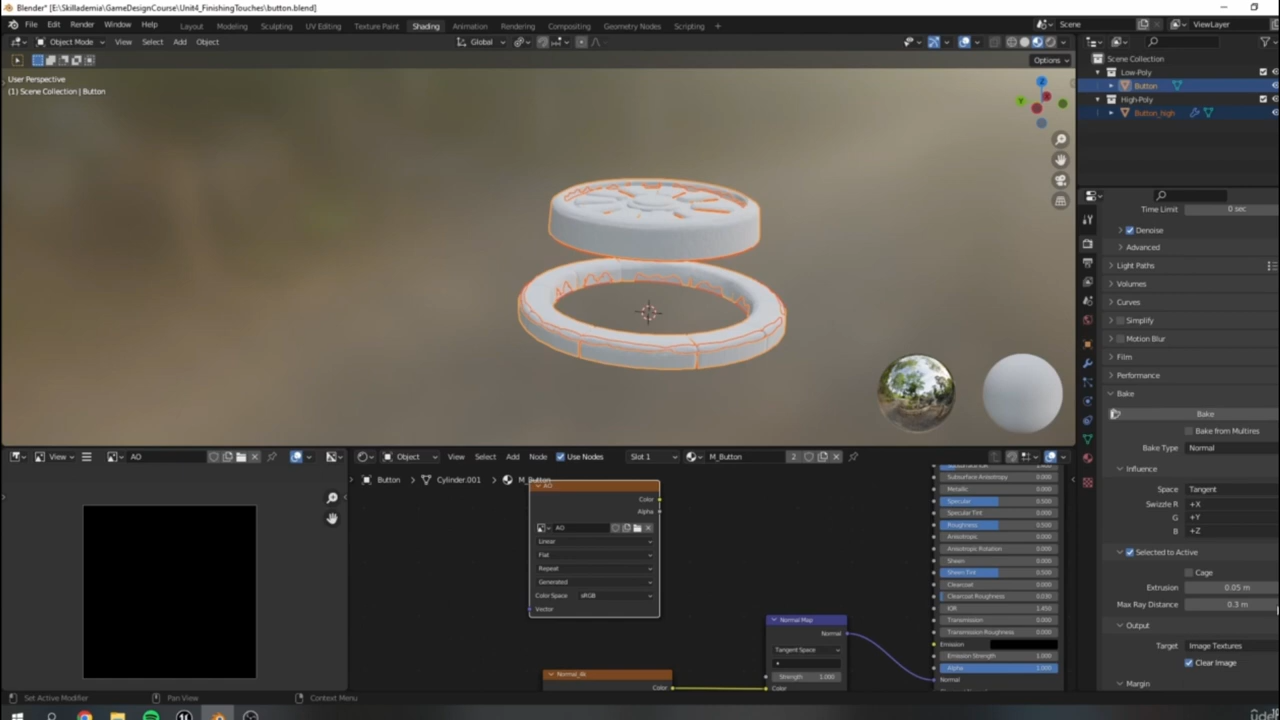 Blender* [E:\Skillademia\GameDesignCourse\Unit4_FinishingTouches\button.blend]
File Edit Render Window Help Layout Modeling Sculpting UV Editing Texture Paint Shading Animation Rendering Compositing Geometry Nodes Scripting Scene ViewLayer
Object Mode View Select Add Object Global
Options
User Perspective
(1) Scene Collection | Button
Scene Collection
Low-Poly
Button
High-Poly
Button_high
Time Limit 0 sec
Denoise
Advanced
Light Paths
Volumes
Curves
Simplify
Motion Blur
Film
Performance
Bake
Bake
Bake from Multires
Bake Type Normal
Influence
Space Tangent
Swizzle R +X
G +Y
B +Z
Selected to Active
Cage
Extrusion 0.05 m
Max Ray Distance 0.3 m
Output
Target Image Textures
Clear Image
Margin
View AO
Object View Select Add Node Use Nodes Slot 1 M_Button 2
Button Cylinder.001 M_Button
AO
Color
Alpha
AO
Linear
Flat
Repeat
Generated
Color Space sRGB
Vector
Normal_4k
Color
Normal Map
Normal
Tangent Space
Strength 1.000
Color
Subsurface Anisotropy 0.000
Metallic 0.000
Specular 0.500
Specular Tint 0.000
Roughness 0.500
Anisotropic 0.000
Anisotropic Rotation 0.000
Sheen 0.000
Sheen Tint 0.500
Clearcoat 0.000
Clearcoat Roughness 0.030
IOR 1.450
Transmission 0.000
Transmission Roughness 0.000
Emission
Emission Strength 1.000
Alpha 1.000
Normal
Set Active Modifier Pan View Context Menu